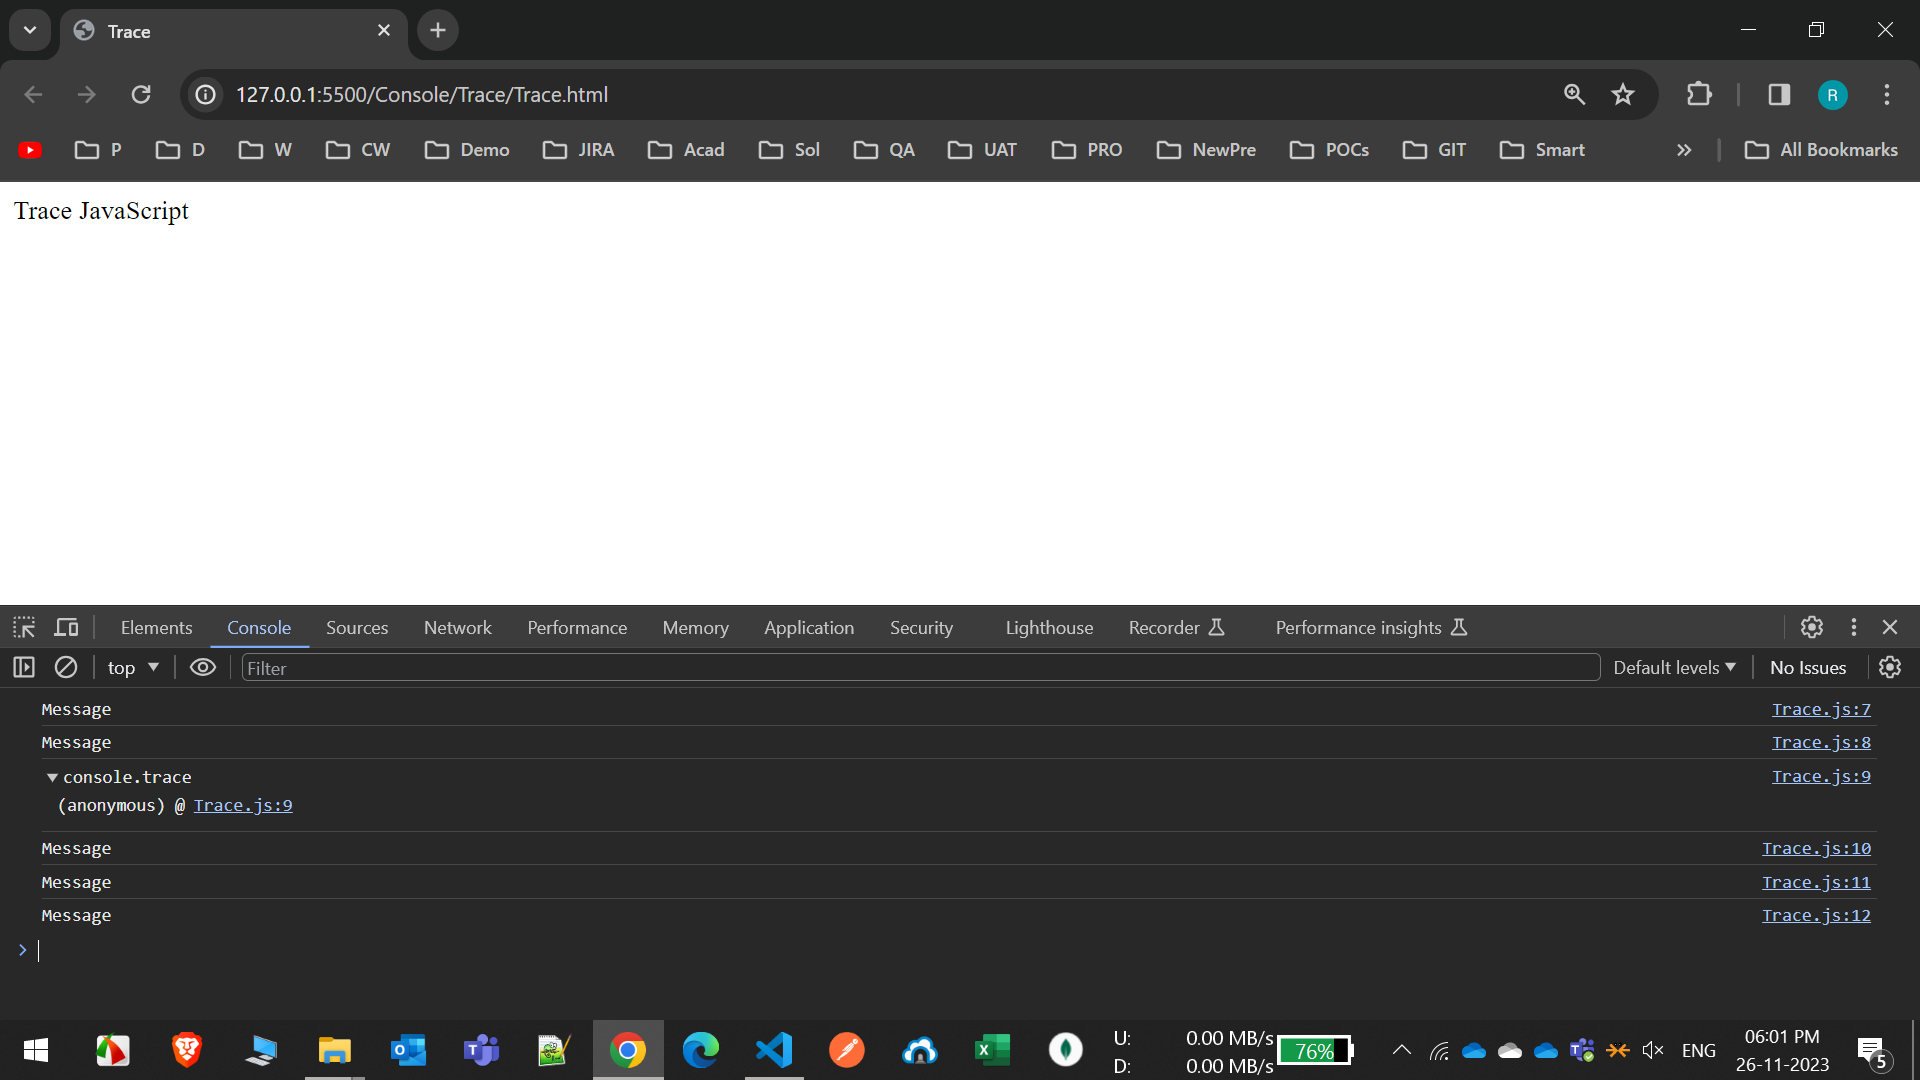 Trace
127.0.0.1:5500/Console/Trace/Trace.html
R
P D W CW Demo JIRA Acad Sol QA UAT PRO NewPre POCs GIT Smart » All Bookmarks
Trace JavaScript
Elements Console Sources Network Performance Memory Application Security Lighthouse Recorder Performance insights
top Filter Default levels No Issues
Message Trace.js:7
Message Trace.js:8
console.trace Trace.js:9
(anonymous) @ Trace.js:9
Message Trace.js:10
Message Trace.js:11
Message Trace.js:12
>
U: 0.00 MB/s
D: 0.00 MB/s
76%
ENG
06:01 PM
26-11-2023
5